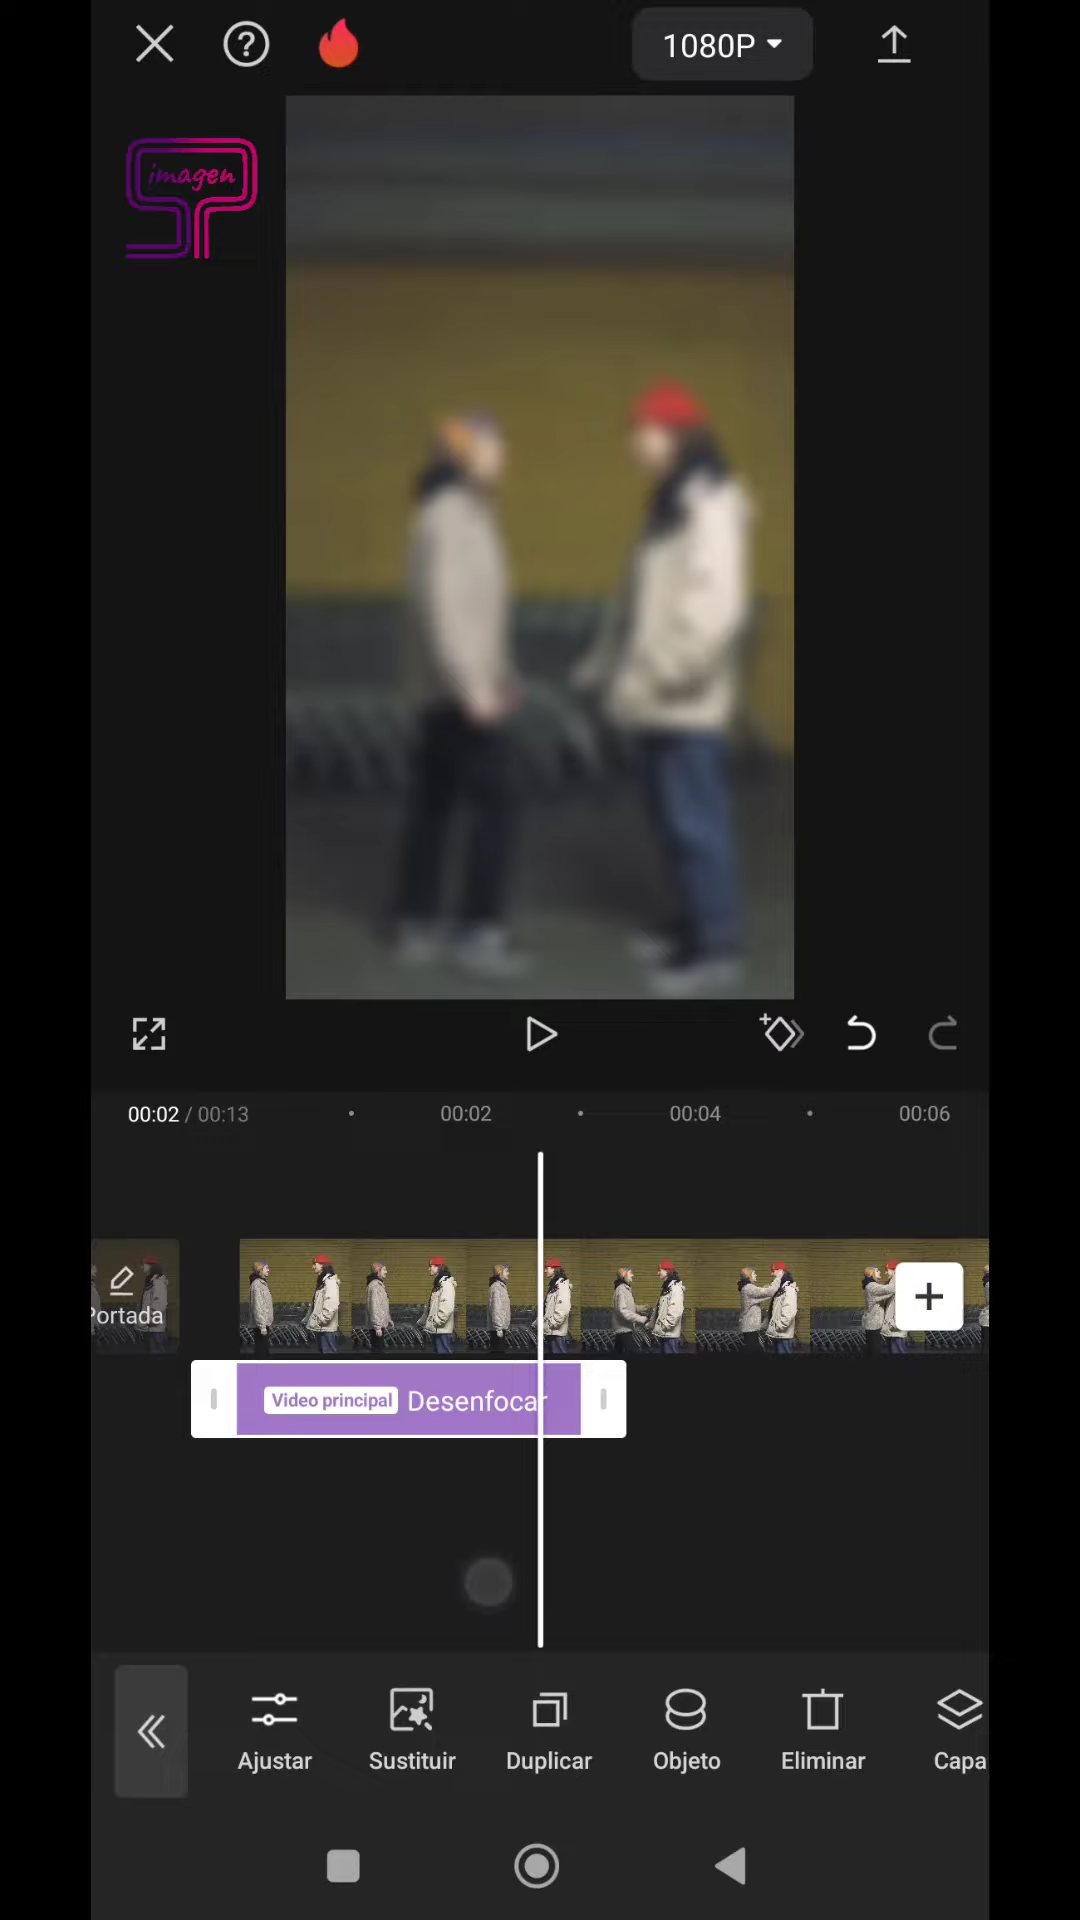 ?
1080P
imagen
00:02 / 00:13
00:02
00:04
00:06
Portada
Video principal
Desenfocar
Ajustar
Sustituir
Duplicar
Objeto
Eliminar
Capa